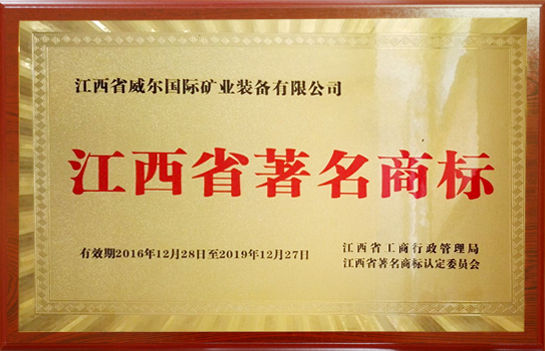 江西省威尔国际矿业装备有限公司
江西省著名商标
有效期2016年12月28日至2019年12月27日
江西省工商行政管理局
江西省著名商标认定委员会